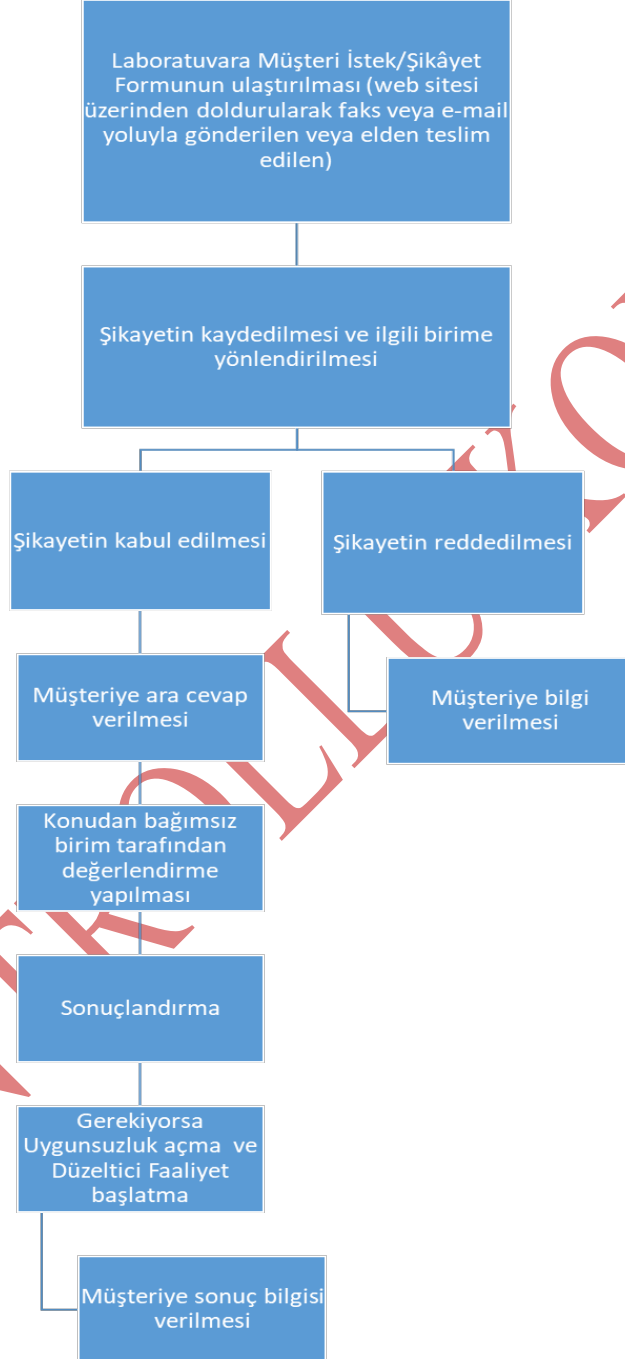 Laboratuvara Müşteri İstek/Şikâyet
Formunun ulaştırılması (web sitesi
üzerinden doldurularak faks veya e-mail
yoluyla gönderilen veya elden teslim
edilen)
Şikayetin kaydedilmesi ve ilgili birime
yönlendirilmesi
Şikayetin kabul edilmesi
Şikayetin reddedilmesi
Müşteriye ara cevap
verilmesi
Müşteriye bilgi
verilmesi
Konudan bağımsız
birim tarafından
değerlendirme
yapılması
Sonuçlandırma
Gerekiyorsa
Uygunsuzluk açma ve
Düzeltici Faaliyet
başlatma
Müşteriye sonuç bilgisi
verilmesi